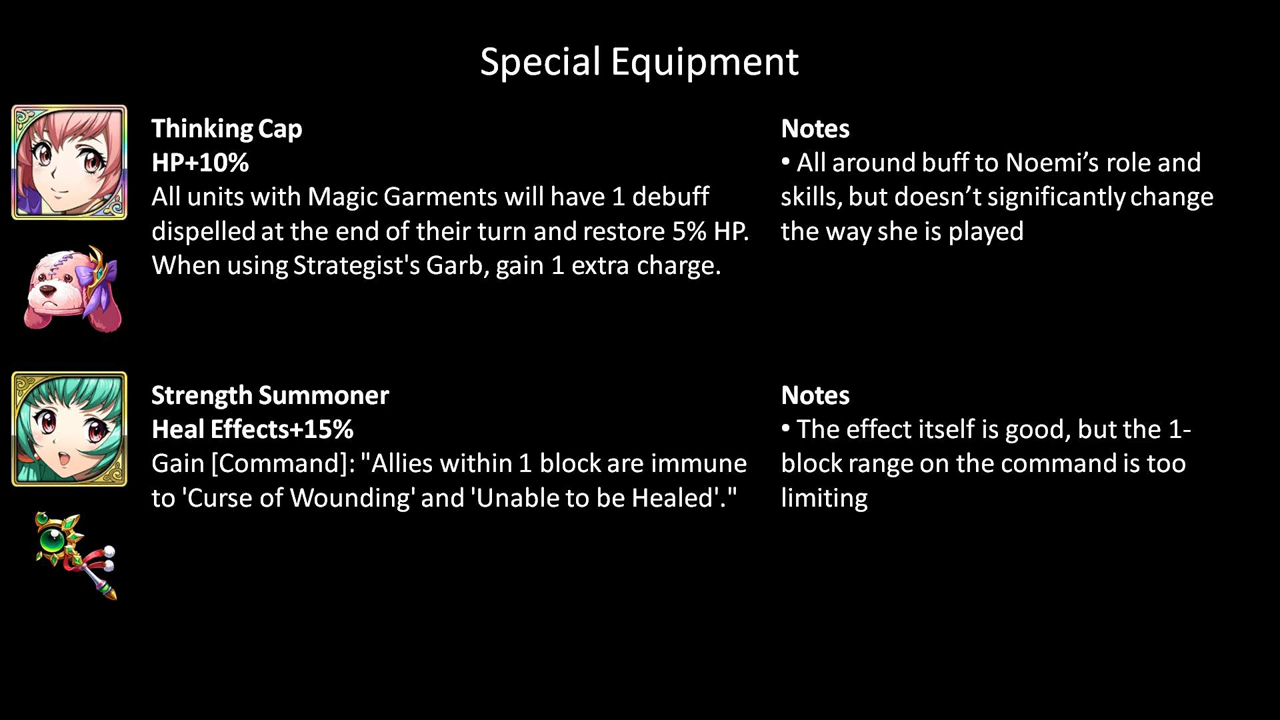 Special Equipment
Thinking Cap
HP+10%
All units with Magic Garments will have 1 debuff
dispelled at the end of their turn and restore 5% HP.
When using Strategist's Garb, gain 1 extra charge.
Notes
• All around buff to Noemi’s role and
skills, but doesn’t significantly change
the way she is played
Strength Summoner
Heal Effects+15%
Gain [Command]: "Allies within 1 block are immune
to 'Curse of Wounding' and 'Unable to be Healed'."
Notes
• The effect itself is good, but the 1-
block range on the command is too
limiting